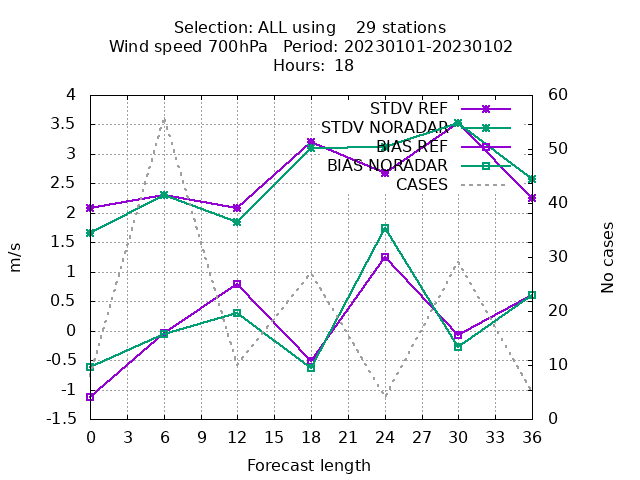 Selection: ALL using    29 stations
Wind speed 700hPa   Period: 20230101-20230102
Hours:  18
4
3.5
3
2.5
2
1.5
1
0.5
0
-0.5
-1
-1.5
60
50
40
30
20
10
0
m/s
No cases
STDV REF
STDV NORADAR
BIAS REF
BIAS NORADAR
CASES
0 3 6 9 12 15 18 21 24 27 30 33 36
Forecast length